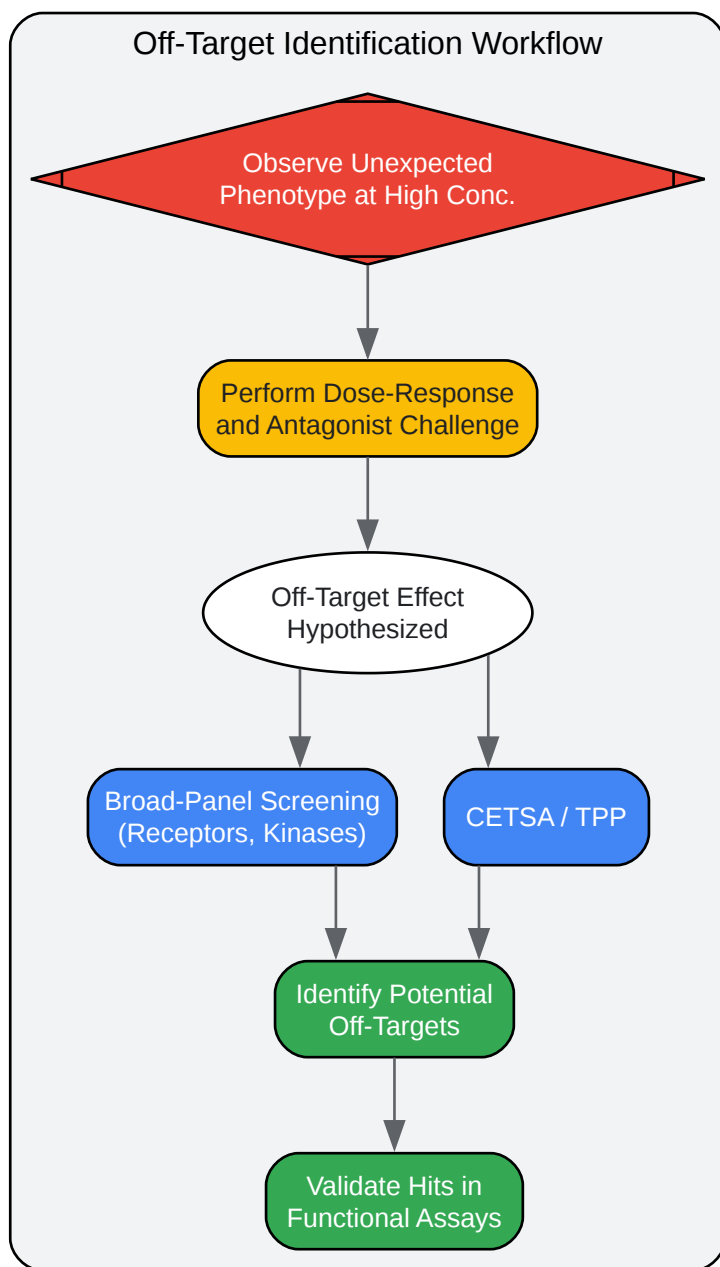 Off-Target Identification Workflow
Observe Unexpected
Phenotype at High Conc.
Perform Dose-Response
and Antagonist Challenge
Off-Target Effect
Hypothesized
Broad-Panel Screening
(Receptors, Kinases)
CETSA / TPP
Identify Potential
Off-Targets
Validate Hits in
Functional Assays